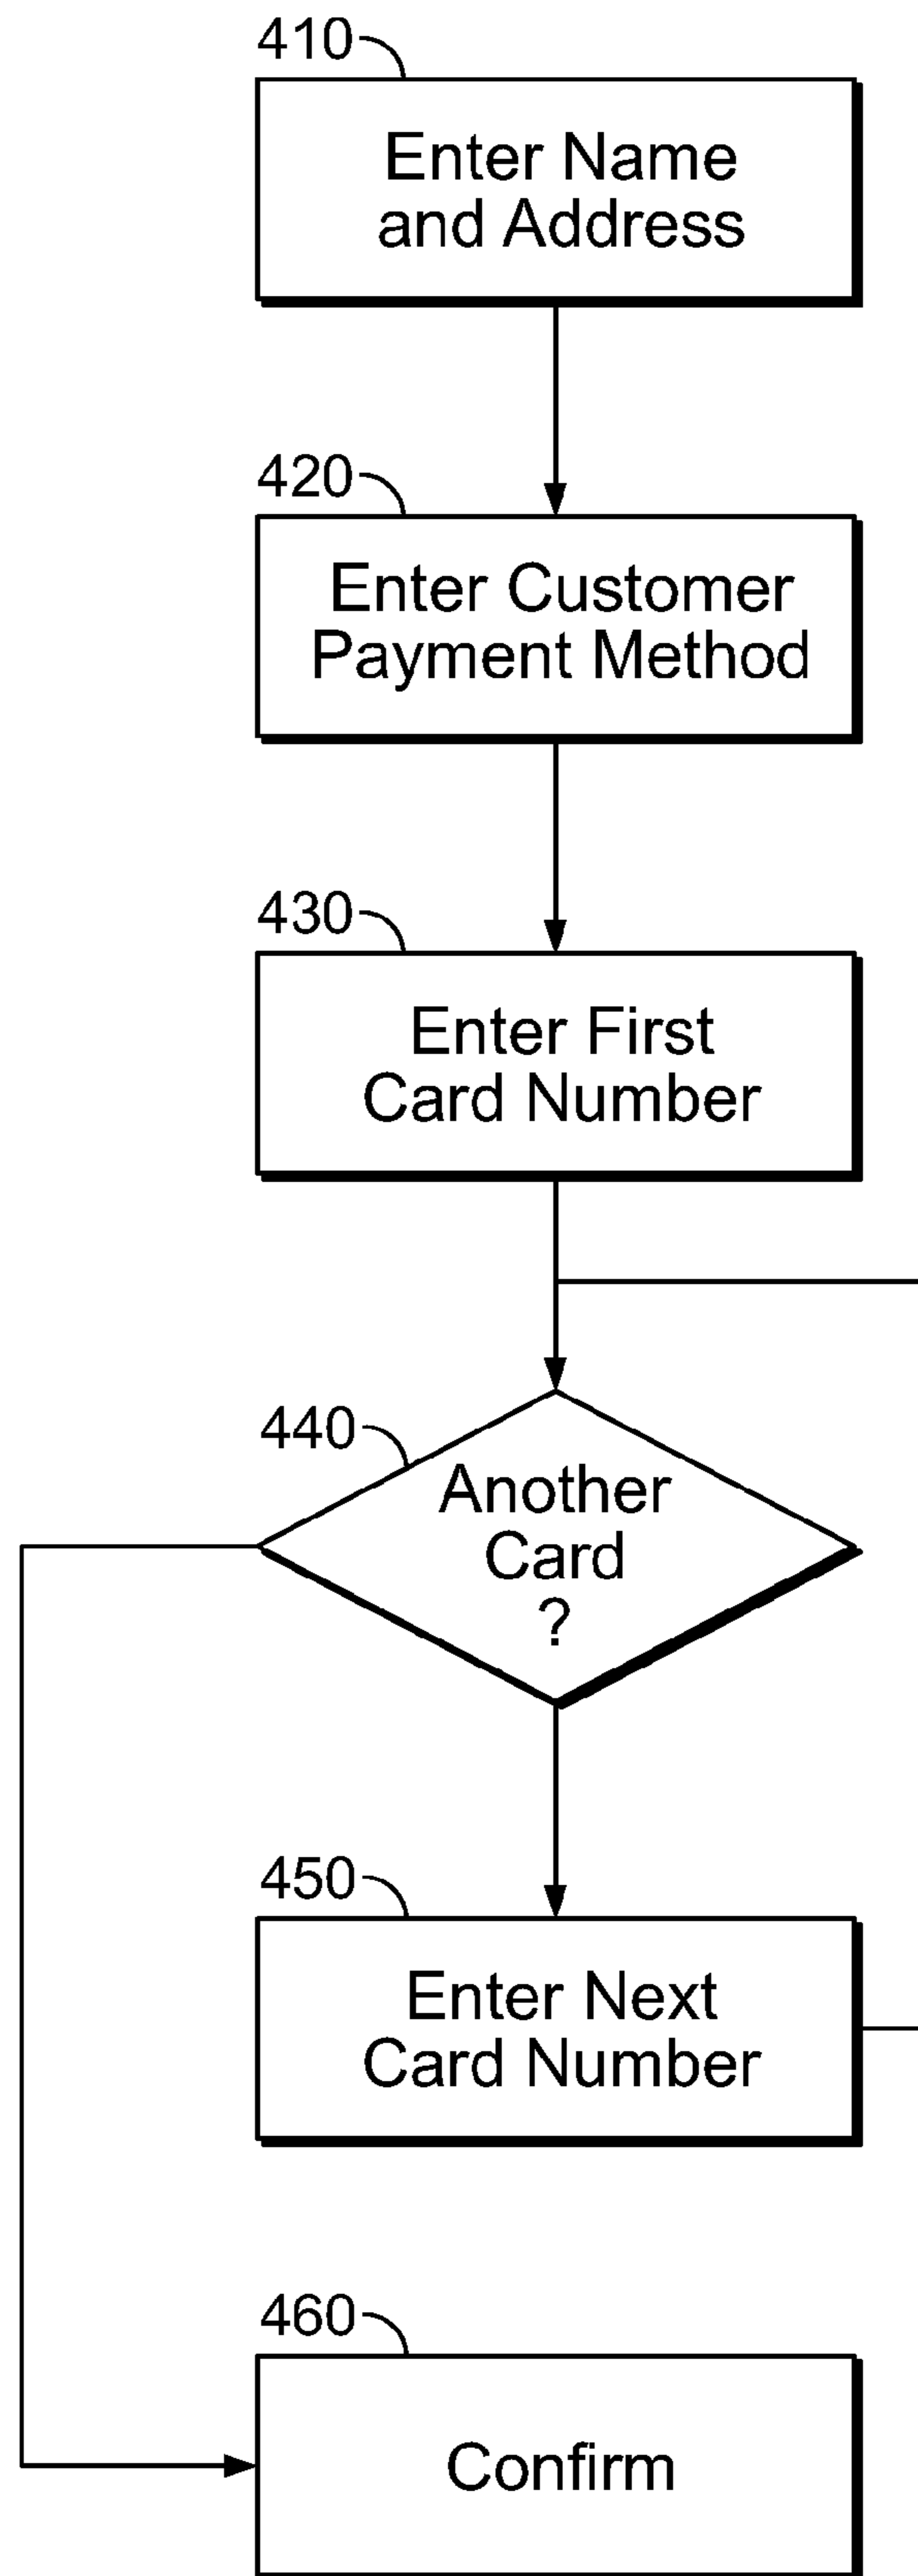 410
Enter Name
and Address
420
Enter Customer
Payment Method
430
Enter First
Card Number
440
Another
Card
?
450
Enter Next
Card Number
460
Confirm